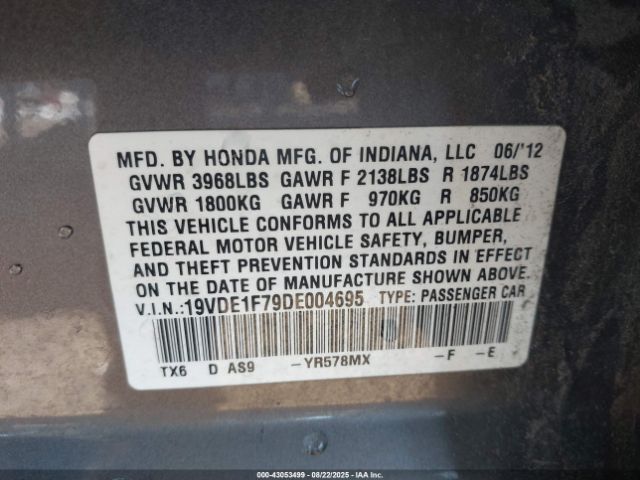 MFD. BY HONDA MFG. OF INDIANA, LLC 06/'12
GVWR 3968LBS GAWR F 2138LBS R 1874LBS
GVWR 1800KG GAWR F 970KG R 850KG
THIS VEHICLE CONFORMS TO ALL APPLICABLE
FEDERAL MOTOR VEHICLE SAFETY, BUMPER,
AND THEFT PREVENTION STANDARDS IN EFFECT
ON THE DATE OF MANUFACTURE SHOWN ABOVE.
V.I.N.:19VDE1F79DE004695 TYPE: PASSENGER CAR
TX6 D AS9 -YR578MX -F -E
000-43053499 - 08/22/2025 - IAA Inc.